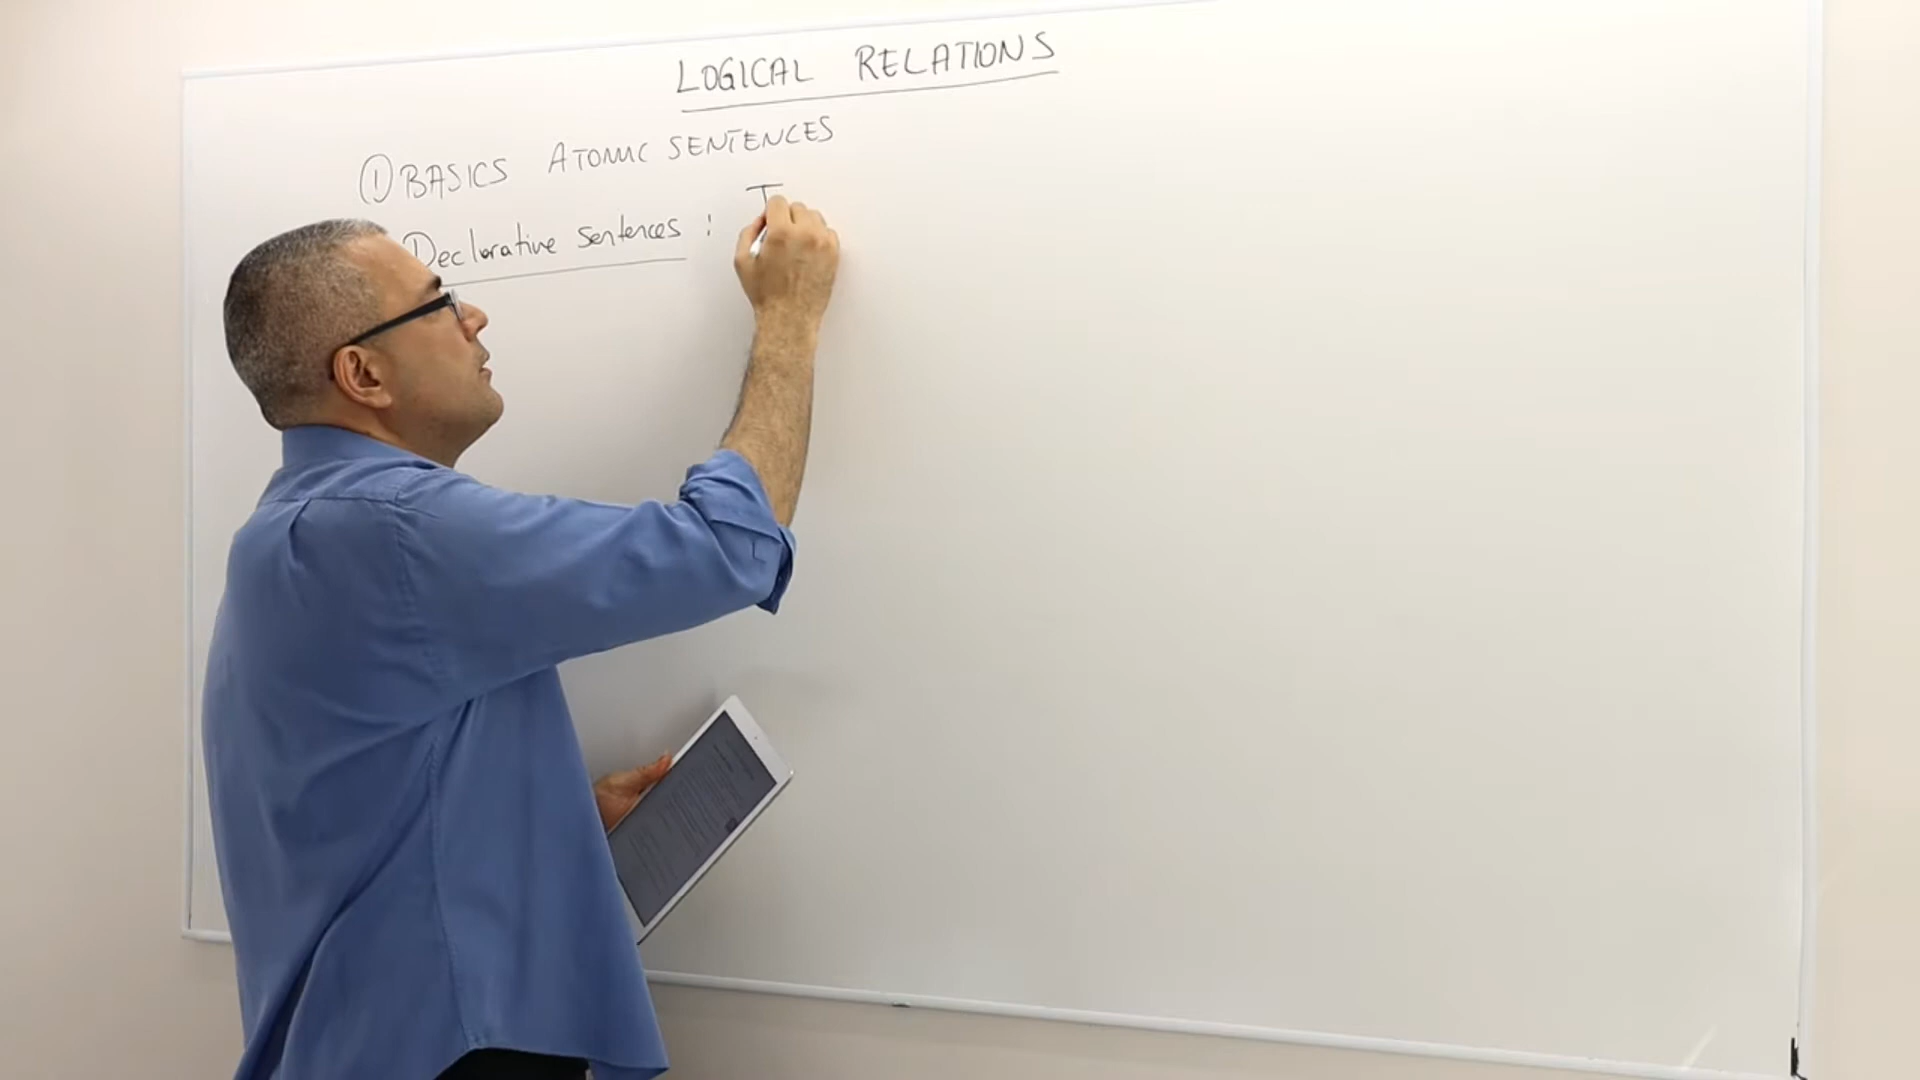 LOGICAL RELATIONS
① BASICS ATOMIC SENTENCES
Declarative sentences : T